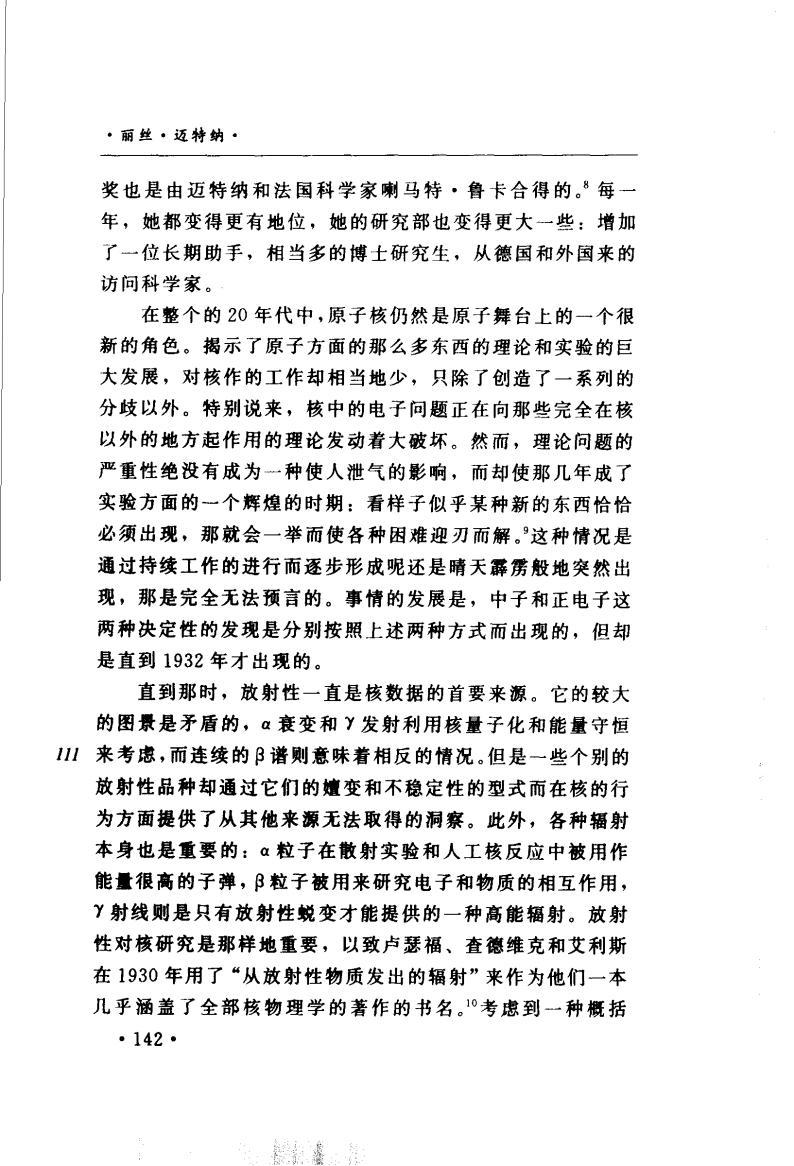 ·丽丝·迈特纳·
奖也是由迈特纳和法国科学家喇马特·鲁卡合得的。⁸ 每一
年，她都变得更有地位，她的研究部也变得更大一些：增加
了一位长期助手，相当多的博士研究生，从德国和外国来的
访问科学家。
在整个的 20 年代中，原子核仍然是原子舞台上的一个很
新的角色。揭示了原子方面的那么多东西的理论和实验的巨
大发展，对核作的工作却相当地少，只除了创造了一系列的
分歧以外。特别说来，核中的电子问题正在向那些完全在核
以外的地方起作用的理论发动着大破坏。然而，理论问题的
严重性绝没有成为一种使人泄气的影响，而却使那几年成了
实验方面的一个辉煌的时期：看样子似乎某种新的东西恰恰
必须出现，那就会一举而使各种困难迎刃而解。⁹这种情况是
通过持续工作的进行而逐步形成呢还是晴天霹雳般地突然出
现，那是完全无法预言的。事情的发展是，中子和正电子这
两种决定性的发现是分别按照上述两种方式而出现的，但却
是直到 1932 年才出现的。
直到那时，放射性一直是核数据的首要来源。它的较大
的图景是矛盾的，α 衰变和 γ 发射利用核量子化和能量守恒
111 来考虑，而连续的 β 谱则意味着相反的情况。但是一些个别的
放射性品种却通过它们的嬗变和不稳定性的型式而在核的行
为方面提供了从其他来源无法取得的洞察。此外，各种辐射
本身也是重要的：α 粒子在散射实验和人工核反应中被用作
能量很高的子弹，β 粒子被用来研究电子和物质的相互作用，
γ 射线则是只有放射性蜕变才能提供的一种高能辐射。放射
性对核研究是那样地重要，以致卢瑟福、查德维克和艾利斯
在 1930 年用了“从放射性物质发出的辐射”来作为他们一本
几乎涵盖了全部核物理学的著作的书名。¹⁰考虑到一种概括
·142·